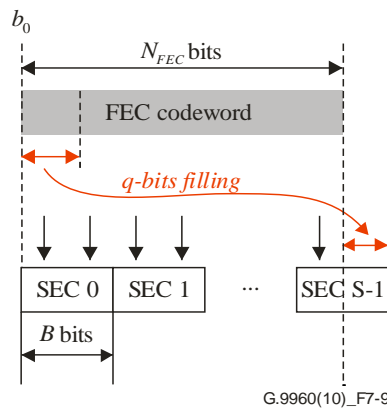 b0
NFEC bits
FEC codeword
q-bits filling
SEC 0 SEC 1 ... SEC S-1
B bits
G.9960(10)_F7-9